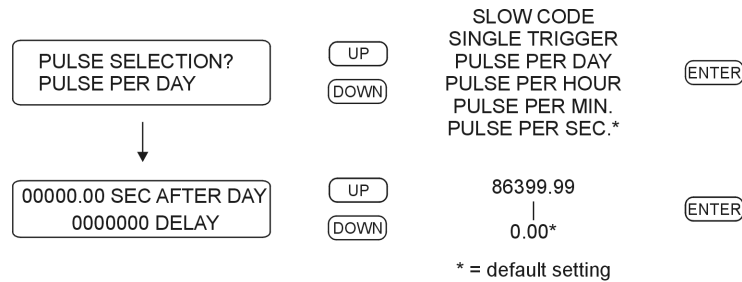 PULSE SELECTION?
PULSE PER DAY
UP
DOWN
SLOW CODE
SINGLE TRIGGER
PULSE PER DAY
PULSE PER HOUR
PULSE PER MIN.
PULSE PER SEC.*
ENTER
00000.00 SEC AFTER DAY
0000000 DELAY
UP
DOWN
86399.99
0.00*
ENTER
* = default setting